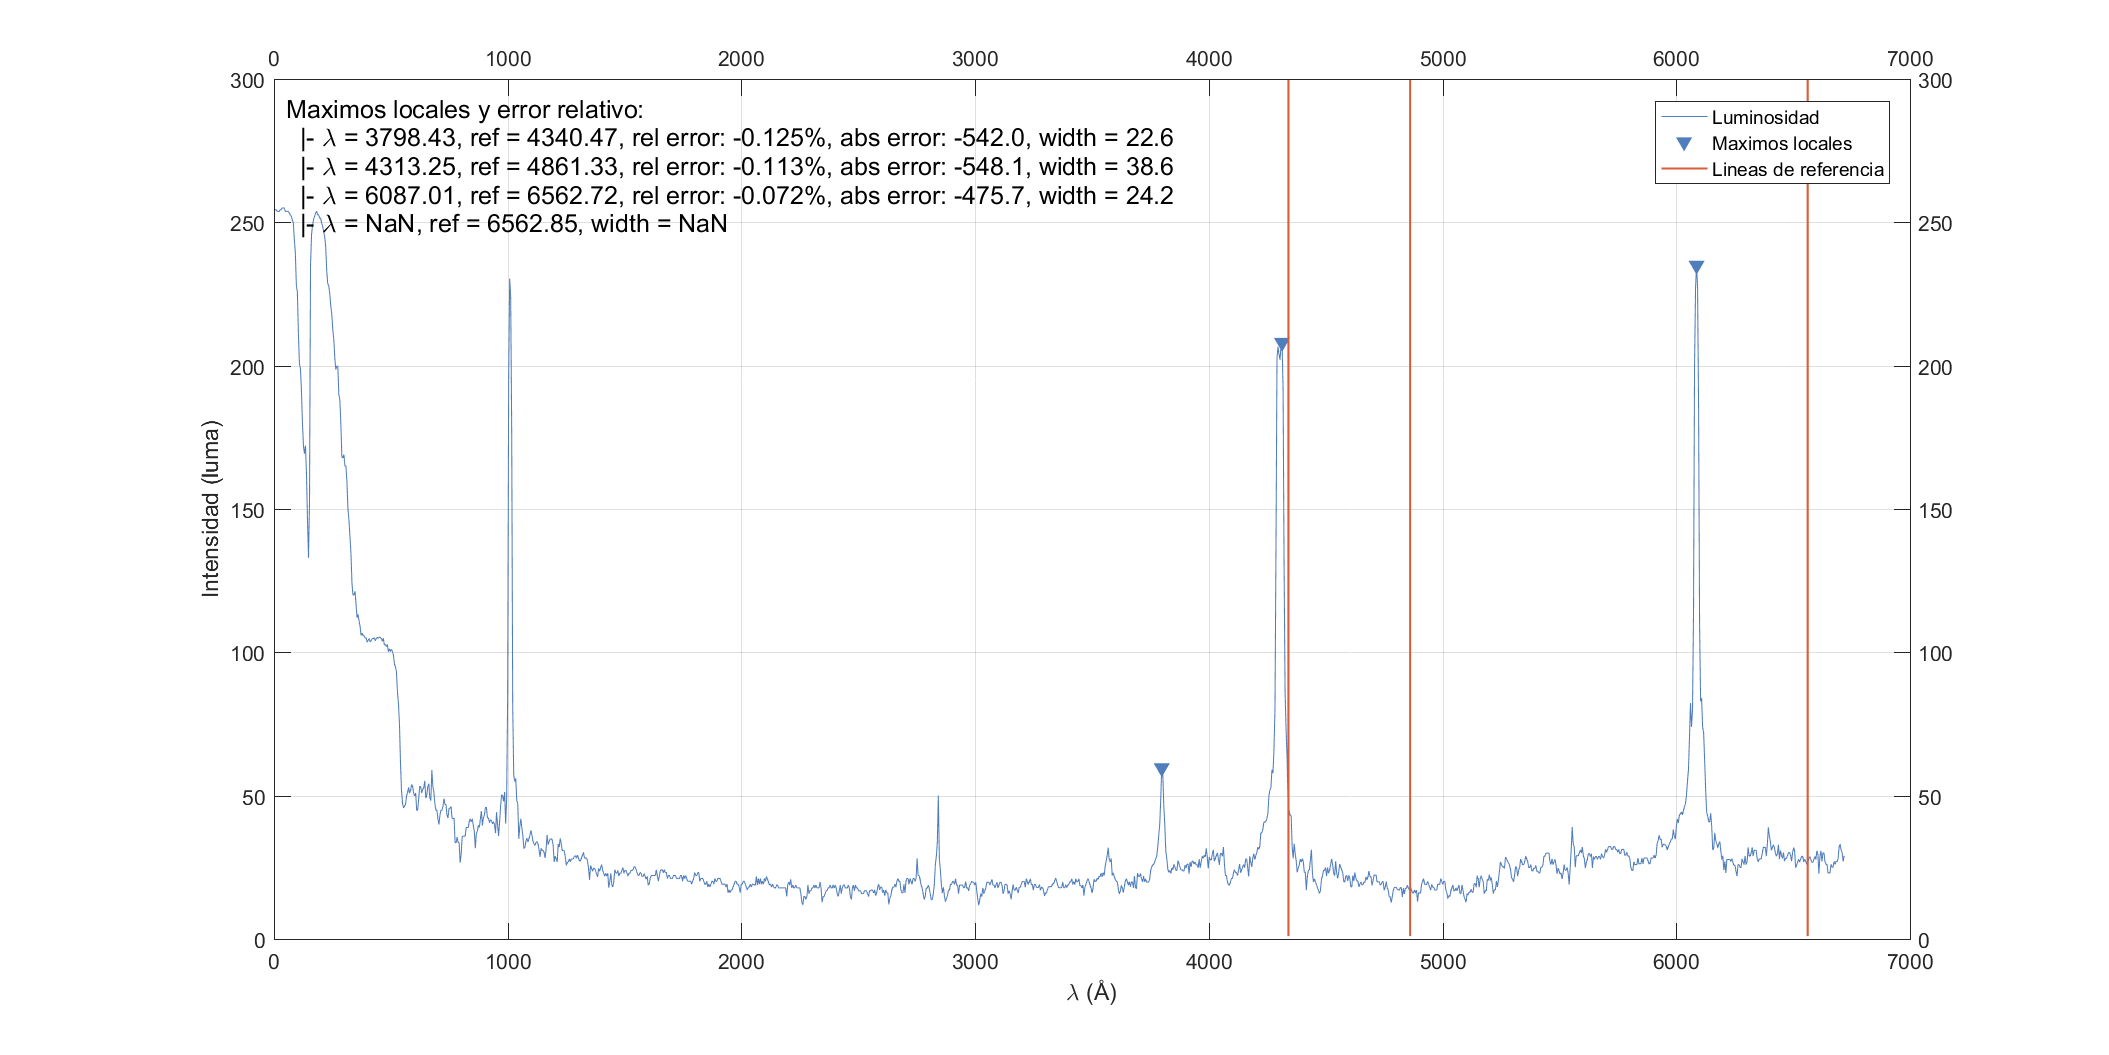 0 1000 2000 3000 4000 5000 6000 7000
300 300
Maximos locales y error relativo:
|- λ = 3798.43, ref = 4340.47, rel error: -0.125%, abs error: -542.0, width = 22.6
|- λ = 4313.25, ref = 4861.33, rel error: -0.113%, abs error: -548.1, width = 38.6
|- λ = 6087.01, ref = 6562.72, rel error: -0.072%, abs error: -475.7, width = 24.2
|- λ = NaN, ref = 6562.85, width = NaN
Luminosidad
Maximos locales
Lineas de referencia
250 250
200 200
150 150
100 100
50 50
0 0
Intensidad (luma)
0 1000 2000 3000 4000 5000 6000 7000
λ (Å)